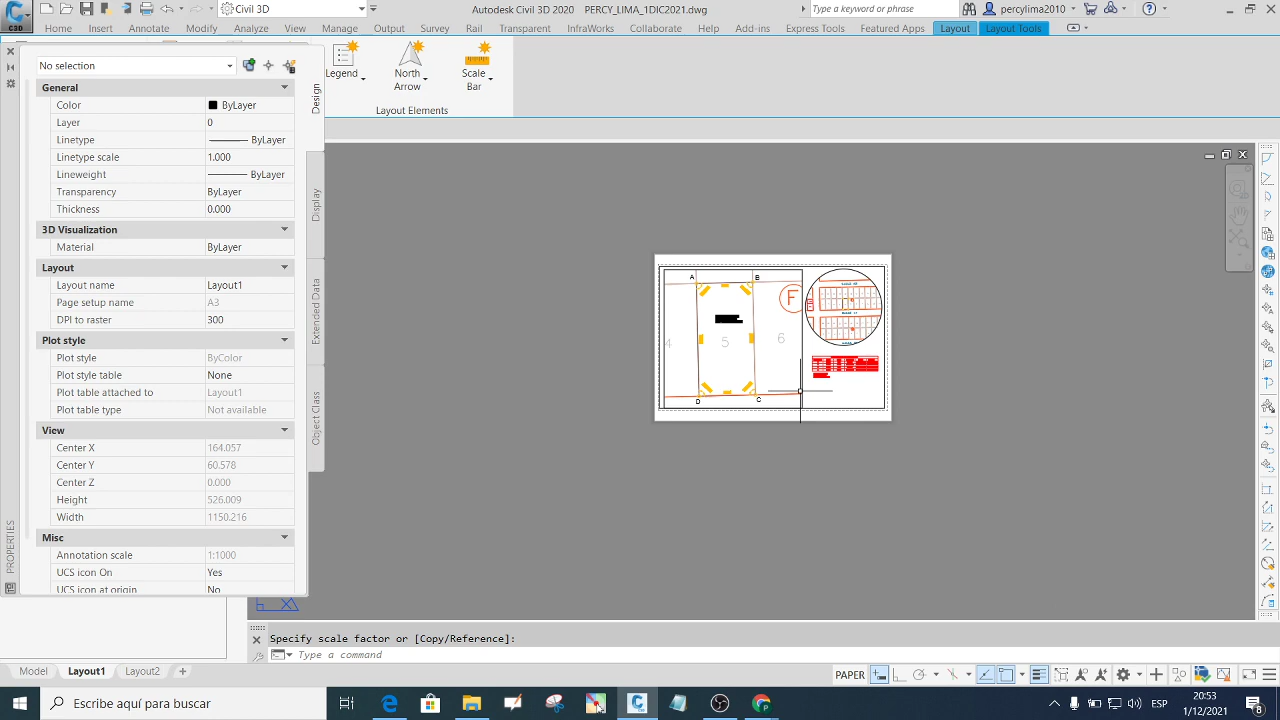 C3D
Civil 3D
Autodesk Civil 3D 2020 PERCY_LIMA_1DIC2021.dwg
Type a keyword or phrase
percylima2010
Home Insert Annotate Modify Analyze View Manage Output Survey Rail Transparent InfraWorks Collaborate Help Add-ins Express Tools Featured Apps Layout Layout Tools
Legend North Arrow Scale Bar
Layout Elements
No selection
General
Color ByLayer
Layer 0
Linetype ByLayer
Linetype scale 1.000
Lineweight ByLayer
Transparency ByLayer
Thickness 0.000
3D Visualization
Material ByLayer
Layout
Layout name Layout1
Page setup name A3
DPI to raster 300
Plot style
Plot style ByColor
Plot style table None
Plot table attached to Layout1
Plot table type Not available
View
Center X 164.057
Center Y 60.578
Center Z 0.000
Height 526.009
Width 1150.216
Misc
Annotation scale 1:1000
UCS icon On Yes
UCS icon at origin No
Design
Display
Extended Data
Object Class
PROPERTIES
A B
F
4 5 6
D C
Specify scale factor or [Copy/Reference]:
Type a command
Model Layout1 Layout2
PAPER
Escribe aquí para buscar
ESP
20:53
1/12/2021
8